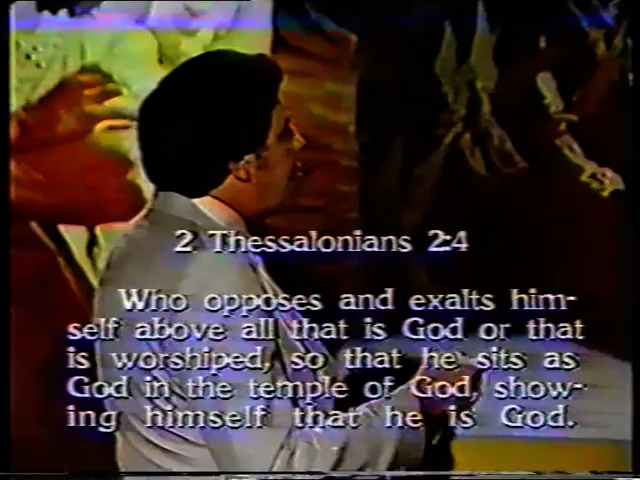 2 Thessalonians 2:4
Who opposes and exalts him-
self above all that is God or that
is worshiped, so that he sits as
God in the temple of God, show-
ing himself that he is God.